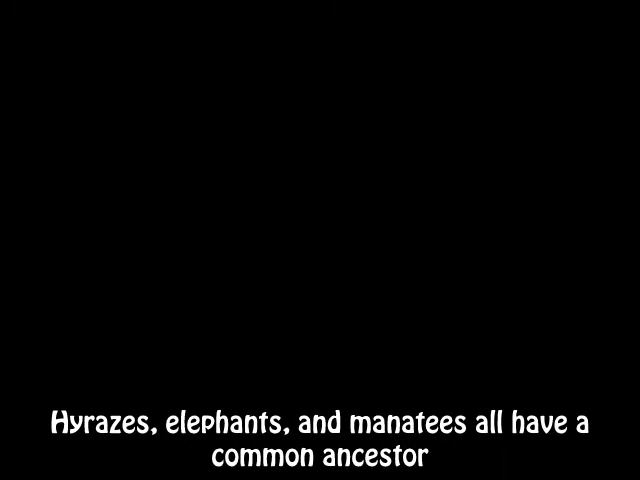 Hyrazes, elephants, and manatees all have a
common ancestor